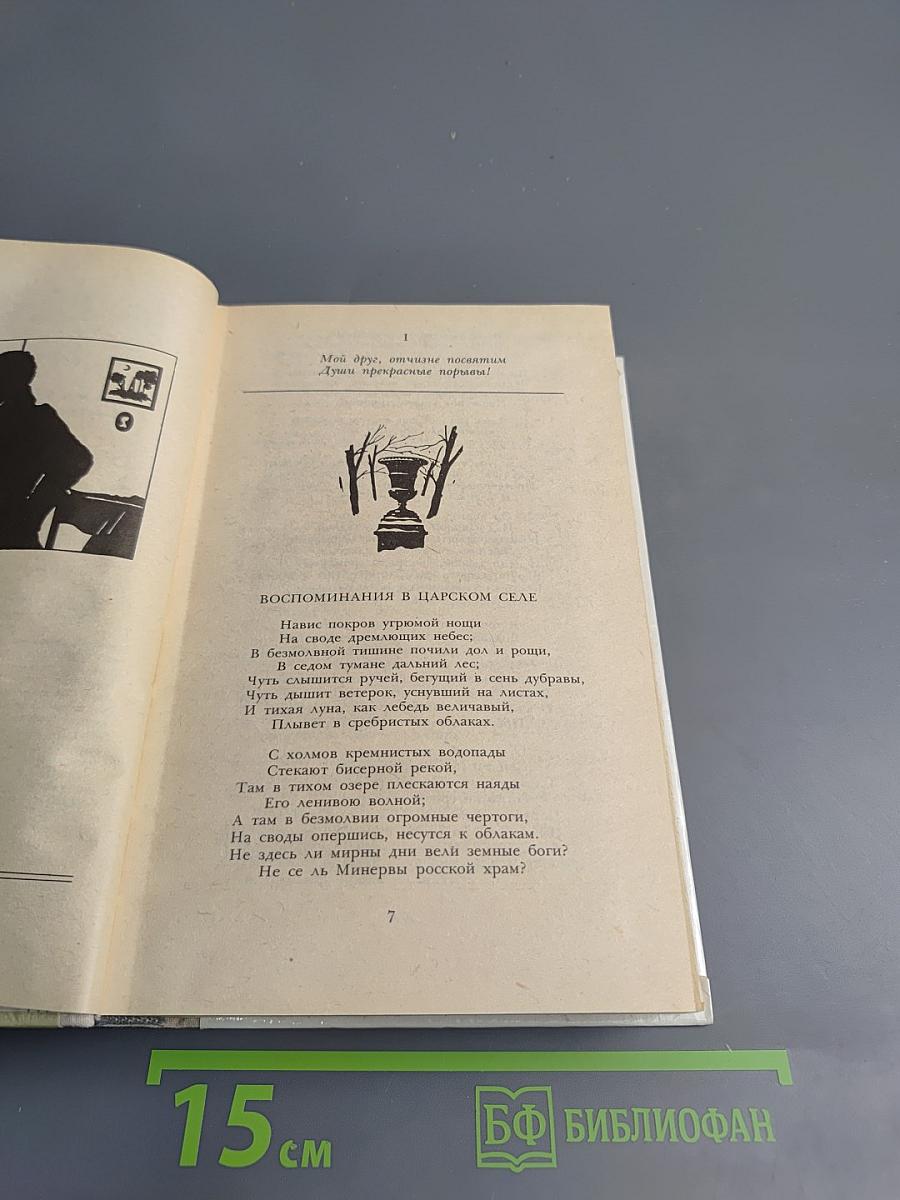 I
Мой друг, отчизне посвятим
Души прекрасные порывы!
ВОСПОМИНАНИЯ В ЦАРСКОМ СЕЛЕ
Навис покров угрюмой нощи
На своде дремлющих небес;
В безмолвной тишине почили дол и рощи,
В седом тумане дальний лес;
Чуть слышится ручей, бегущий в сень дубравы,
Чуть дышит ветерок, уснувший на листах,
И тихая луна, как лебедь величавый,
Плывет в сребристых облаках.
С холмов кремнистых водопады
Стекают бисерной рекой,
Там в тихом озере плескаются наяды
Его ленивою волной;
А там в безмолвии огромные чертоги,
На своды опершись, несутся к облакам.
Не здесь ли мирны дни вели земные боги?
Не се ль Минервы росской храм?
7
15 см
БФ БИБЛИОФАН